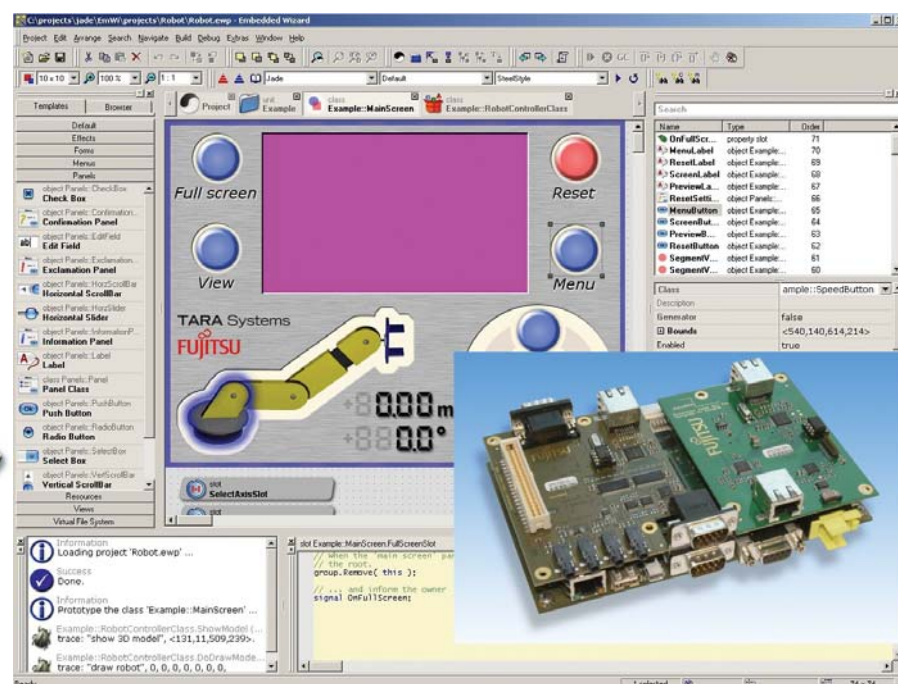 C:\projects\jade\EmWi\projects\Robot\Robot.ewp - Embedded Wizard
Project Edit Arrange Search Navigate Build Debug Extras Window Help
10 x 10 100 % 1 : 1 Jade Default SteelStyle
Templates Browser
Project
unit
Example
class
Example::MainScreen
class
Example::RobotControllerClass
Default
Effects
Forms
Menus
Panels
object Panels::CheckBox
Check Box
object Panels::Confirmation...
Confirmation Panel
object Panels::EditField
Edit Field
object Panels::Exclamation...
Exclamation Panel
object Panels::HorzScrollBar
Horizontal ScrollBar
object Panels::HorzSlider
Horizontal Slider
object Panels::InformationP...
Information Panel
object Panels::Label
Label
class Panels::Panel
Panel Class
object Panels::PushButton
Push Button
object Panels::RadioButton
Radio Button
object Panels::SelectBox
Select Box
object Panels::VertScrollBar
Vertical ScrollBar
Resources
Views
Virtual File System
Full screen
Reset
View
Menu
TARA Systems
FUJITSU
+ 0.00 m
+ 0.0 °
slot
SelectAxisSlot
slot
Search
Name Type Order
OnFullScr... property slot 71
MenuLabel object Example:... 70
ResetLabel object Example:... 69
ScreenLabel object Example:... 68
PreviewLa... object Example:... 67
ResetSetti... object Panels::... 66
MenuButton object Example:... 65
ScreenBut... object Example:... 64
PreviewB... object Example:... 63
ResetButton object Example:... 62
SegmentV... object Example:... 61
SegmentV... object Example:... 60
Class ample::SpeedButton
Description
Generator false
Bounds <540,140,614,214>
Enabled true
FUJITSU
FUJITSU
Information
Loading project 'Robot.ewp' ...
Success
Done.
Information
Prototype the class 'Example::MainScreen' ...
Example::RobotControllerClass.ShowModel (...
trace: "show 3D model", <131,11,509,239>.
Example::RobotControllerClass.DoDrawMode...
trace: "draw robot", 0, 0, 0, 0, 0, 0, 0,
slot Example::MainScreen.FullScreenSlot
// When the 'main screen' pa
// the root.
group.Remove( this );
// ... and inform the owner
signal OnFullScreen;
Ready
1 selected 74 x 74